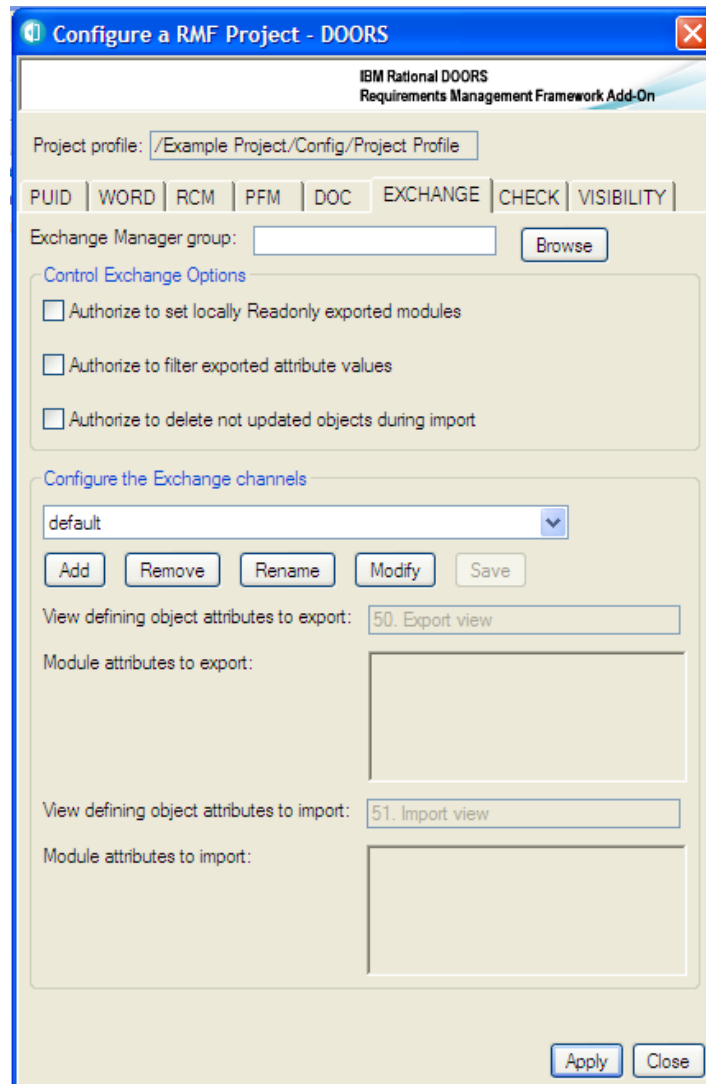 Configure a RMF Project - DOORS
IBM Rational DOORS
Requirements Management Framework Add-On
Project profile: /Example Project/Config/Project Profile
PUID WORD RCM PFM DOC EXCHANGE CHECK VISIBILITY
Exchange Manager group: Browse
Control Exchange Options
Authorize to set locally Readonly exported modules
Authorize to filter exported attribute values
Authorize to delete not updated objects during import
Configure the Exchange channels
default
Add Remove Rename Modify Save
View defining object attributes to export: 50. Export view
Module attributes to export:
View defining object attributes to import: 51. Import view
Module attributes to import:
Apply Close